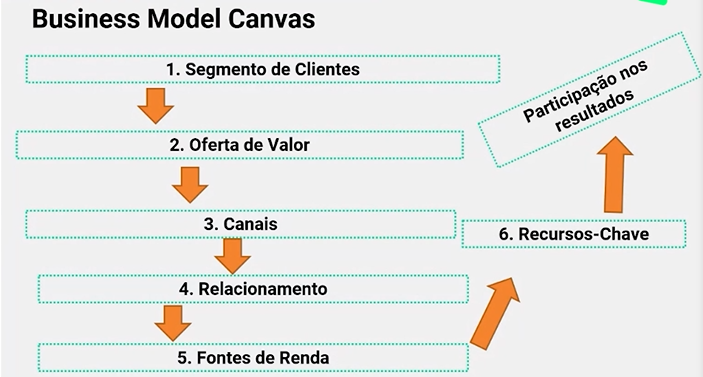 Business Model Canvas
1. Segmento de Clientes
2. Oferta de Valor
3. Canais
4. Relacionamento
5. Fontes de Renda
6. Recursos-Chave
Participação nos
resultados